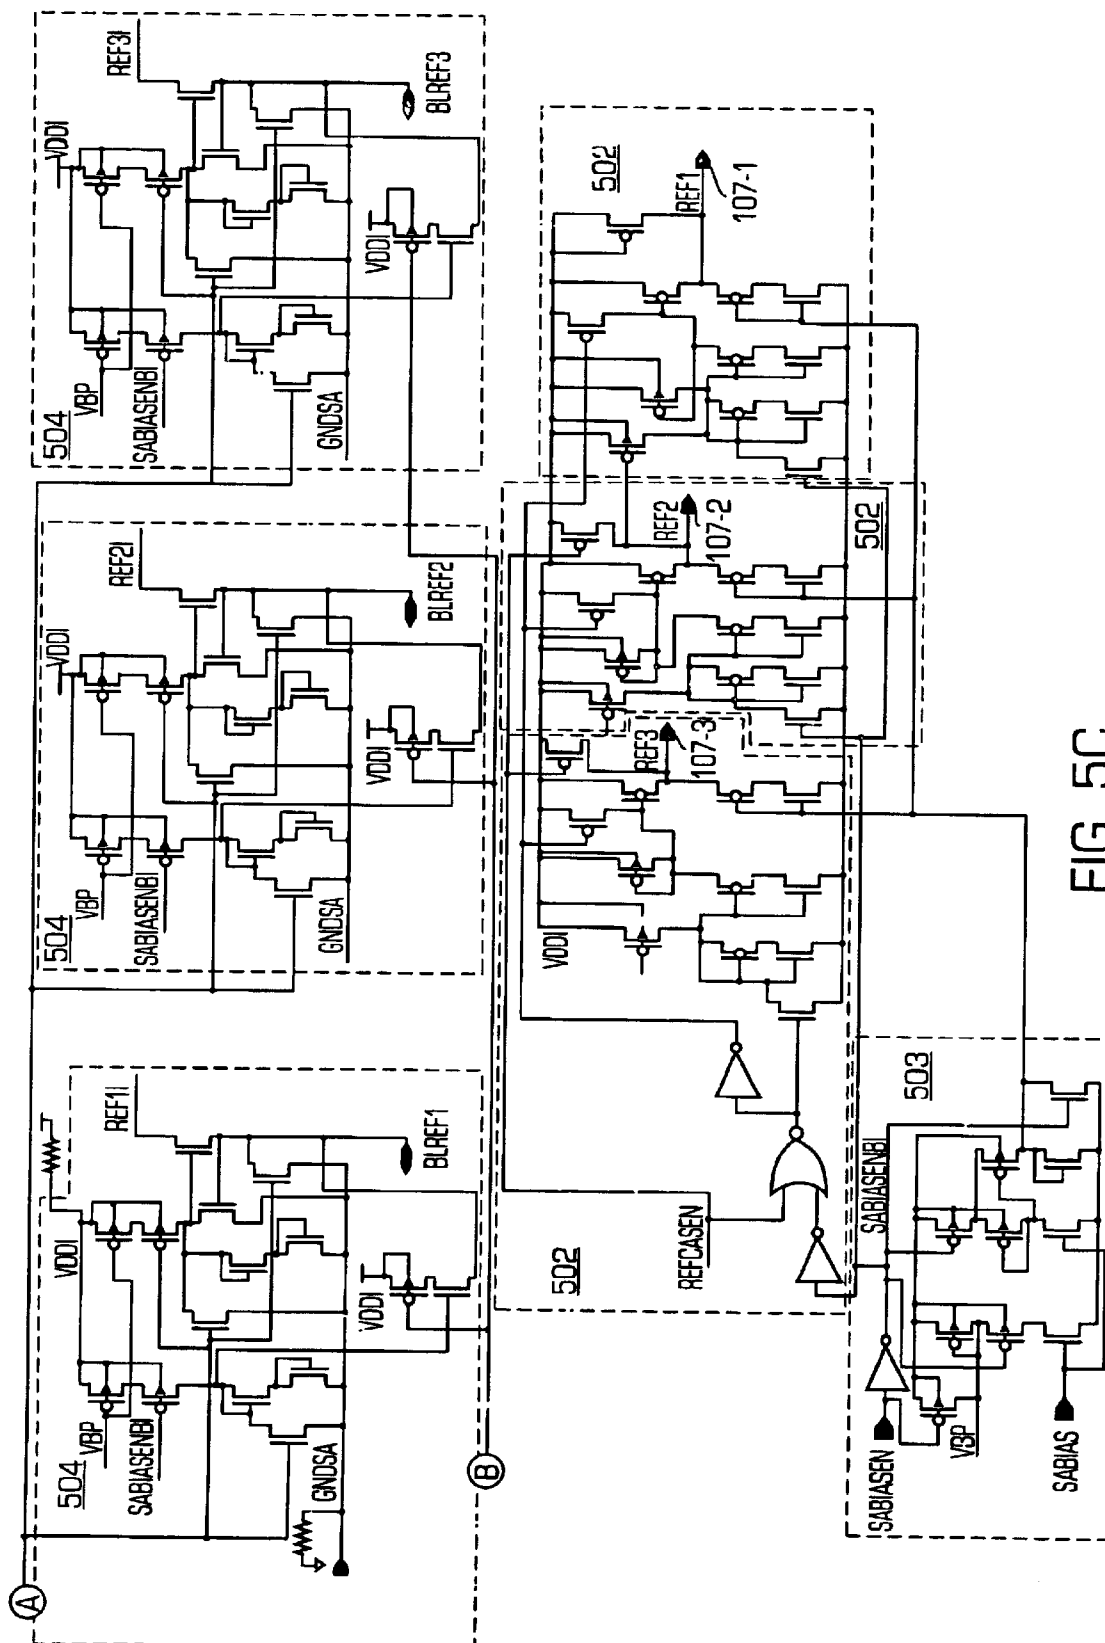 A
504
VDDI
REF1I
VBP
SABIASENBI
GNDSA
VDDI
BLREF1
504
VDDI
REF2I
VBP
SABIASENBI
GNDSA
VDDI
BLREF2
504
VDDI
REF3I
VBP
SABIASENBI
GNDSA
VDDI
BLREF3
B
502
REFCASEN
VDDI
REF3
107-3
REF2
107-2
502
REF1
107-1
502
503
SABIASEN
SABIASENBI
VBP
SABIAS
FIG. 5C